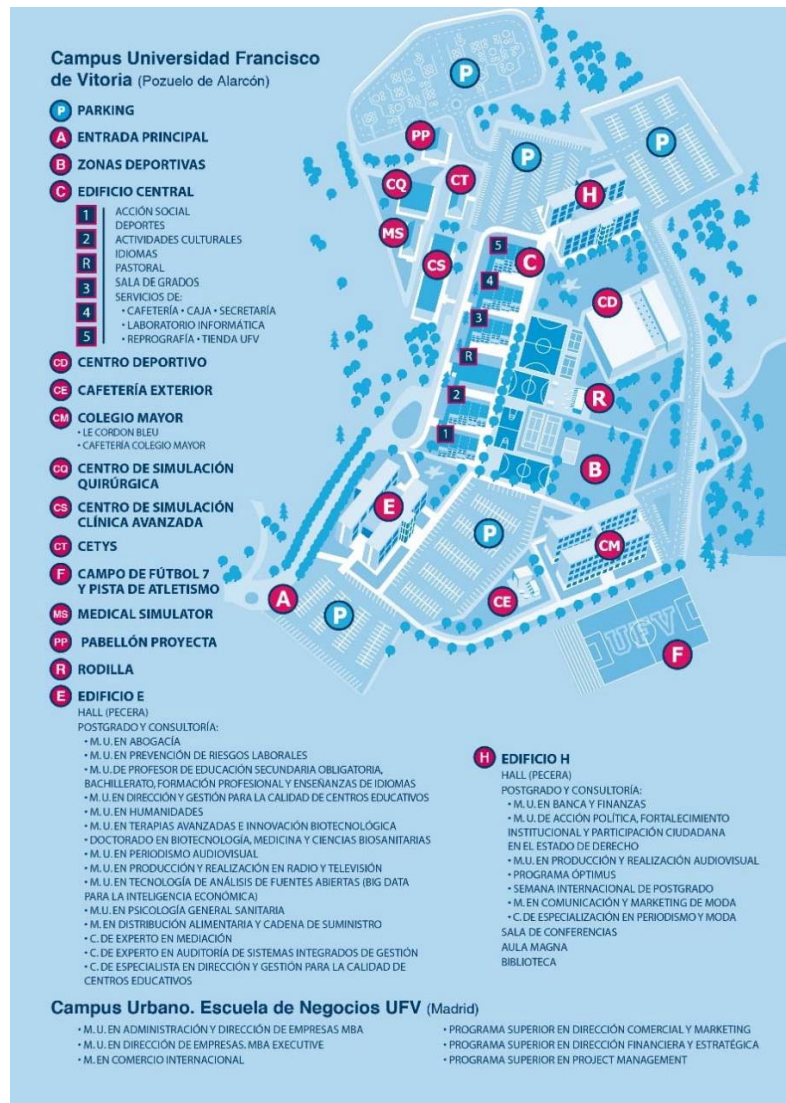 Campus Universidad Francisco
de Vitoria (Pozuelo de Alarcón)
P PARKING
A ENTRADA PRINCIPAL
B ZONAS DEPORTIVAS
C EDIFICIO CENTRAL
1 ACCIÓN SOCIAL
DEPORTES
2 ACTIVIDADES CULTURALES
IDIOMAS
R PASTORAL
3 SALA DE GRADOS
SERVICIOS DE:
4 • CAFETERÍA • CAJA • SECRETARÍA
• LABORATORIO INFORMÁTICA
5 • REPROGRAFÍA • TIENDA UFV
CD CENTRO DEPORTIVO
CE CAFETERÍA EXTERIOR
CM COLEGIO MAYOR
• LE CORDON BLEU
• CAFETERÍA COLEGIO MAYOR
CQ CENTRO DE SIMULACIÓN
QUIRÚRGICA
CS CENTRO DE SIMULACIÓN
CLÍNICA AVANZADA
CT CETYS
F CAMPO DE FÚTBOL 7
Y PISTA DE ATLETISMO
MS MEDICAL SIMULATOR
PP PABELLÓN PROYECTA
R RODILLA
E EDIFICIO E
HALL (PECERA)
POSTGRADO Y CONSULTORÍA:
• M. U. EN ABOGACÍA
• M. U. EN PREVENCIÓN DE RIESGOS LABORALES
• M. U. DE PROFESOR DE EDUCACIÓN SECUNDARIA OBLIGATORIA,
BACHILLERATO, FORMACIÓN PROFESIONAL Y ENSEÑANZAS DE IDIOMAS
• M. U. EN DIRECCIÓN Y GESTIÓN PARA LA CALIDAD DE CENTROS EDUCATIVOS
• M. U. EN HUMANIDADES
• M. U. EN TERAPIAS AVANZADAS E INNOVACIÓN BIOTECNOLÓGICA
• DOCTORADO EN BIOTECNOLOGÍA, MEDICINA Y CIENCIAS BIOSANITARIAS
• M. U. EN PERIODISMO AUDIOVISUAL
• M. U. EN PRODUCCIÓN Y REALIZACIÓN EN RADIO Y TELEVISIÓN
• M. U. EN TECNOLOGÍA DE ANÁLISIS DE FUENTES ABIERTAS (BIG DATA
PARA LA INTELIGENCIA ECONÓMICA)
• M.U. EN PSICOLOGÍA GENERAL SANITARIA
• M. EN DISTRIBUCIÓN ALIMENTARIA Y CADENA DE SUMINISTRO
• C. DE EXPERTO EN MEDIACIÓN
• C. DE EXPERTO EN AUDITORÍA DE SISTEMAS INTEGRADOS DE GESTIÓN
• C. DE ESPECIALISTA EN DIRECCIÓN Y GESTIÓN PARA LA CALIDAD DE
CENTROS EDUCATIVOS
P
PP
P
P
CQ
CT
H
MS
5
C
CS
4
CD
3
R
R
2
1
B
E
P
CM
A
CE
P
UFV
F
H EDIFICIO H
HALL (PECERA)
POSTGRADO Y CONSULTORÍA:
• M. U. EN BANCA Y FINANZAS
• M. U. DE ACCIÓN POLÍTICA, FORTALECIMIENTO
INSTITUCIONAL Y PARTICIPACIÓN CIUDADANA
EN EL ESTADO DE DERECHO
• M.U. EN PRODUCCIÓN Y REALIZACIÓN AUDIOVISUAL
• PROGRAMA ÓPTIMUS
• SEMANA INTERNACIONAL DE POSTGRADO
• M. EN COMUNICACIÓN Y MARKETING DE MODA
• C. DE ESPECIALIZACIÓN EN PERIODISMO Y MODA
SALA DE CONFERENCIAS
AULA MAGNA
BIBLIOTECA
Campus Urbano. Escuela de Negocios UFV (Madrid)
• M. U. EN ADMINISTRACIÓN Y DIRECCIÓN DE EMPRESAS MBA
• M. U. EN DIRECCIÓN DE EMPRESAS. MBA EXECUTIVE
• M. EN COMERCIO INTERNACIONAL
• PROGRAMA SUPERIOR EN DIRECCIÓN COMERCIAL Y MARKETING
• PROGRAMA SUPERIOR EN DIRECCIÓN FINANCIERA Y ESTRATÉGICA
• PROGRAMA SUPERIOR EN PROJECT MANAGEMENT